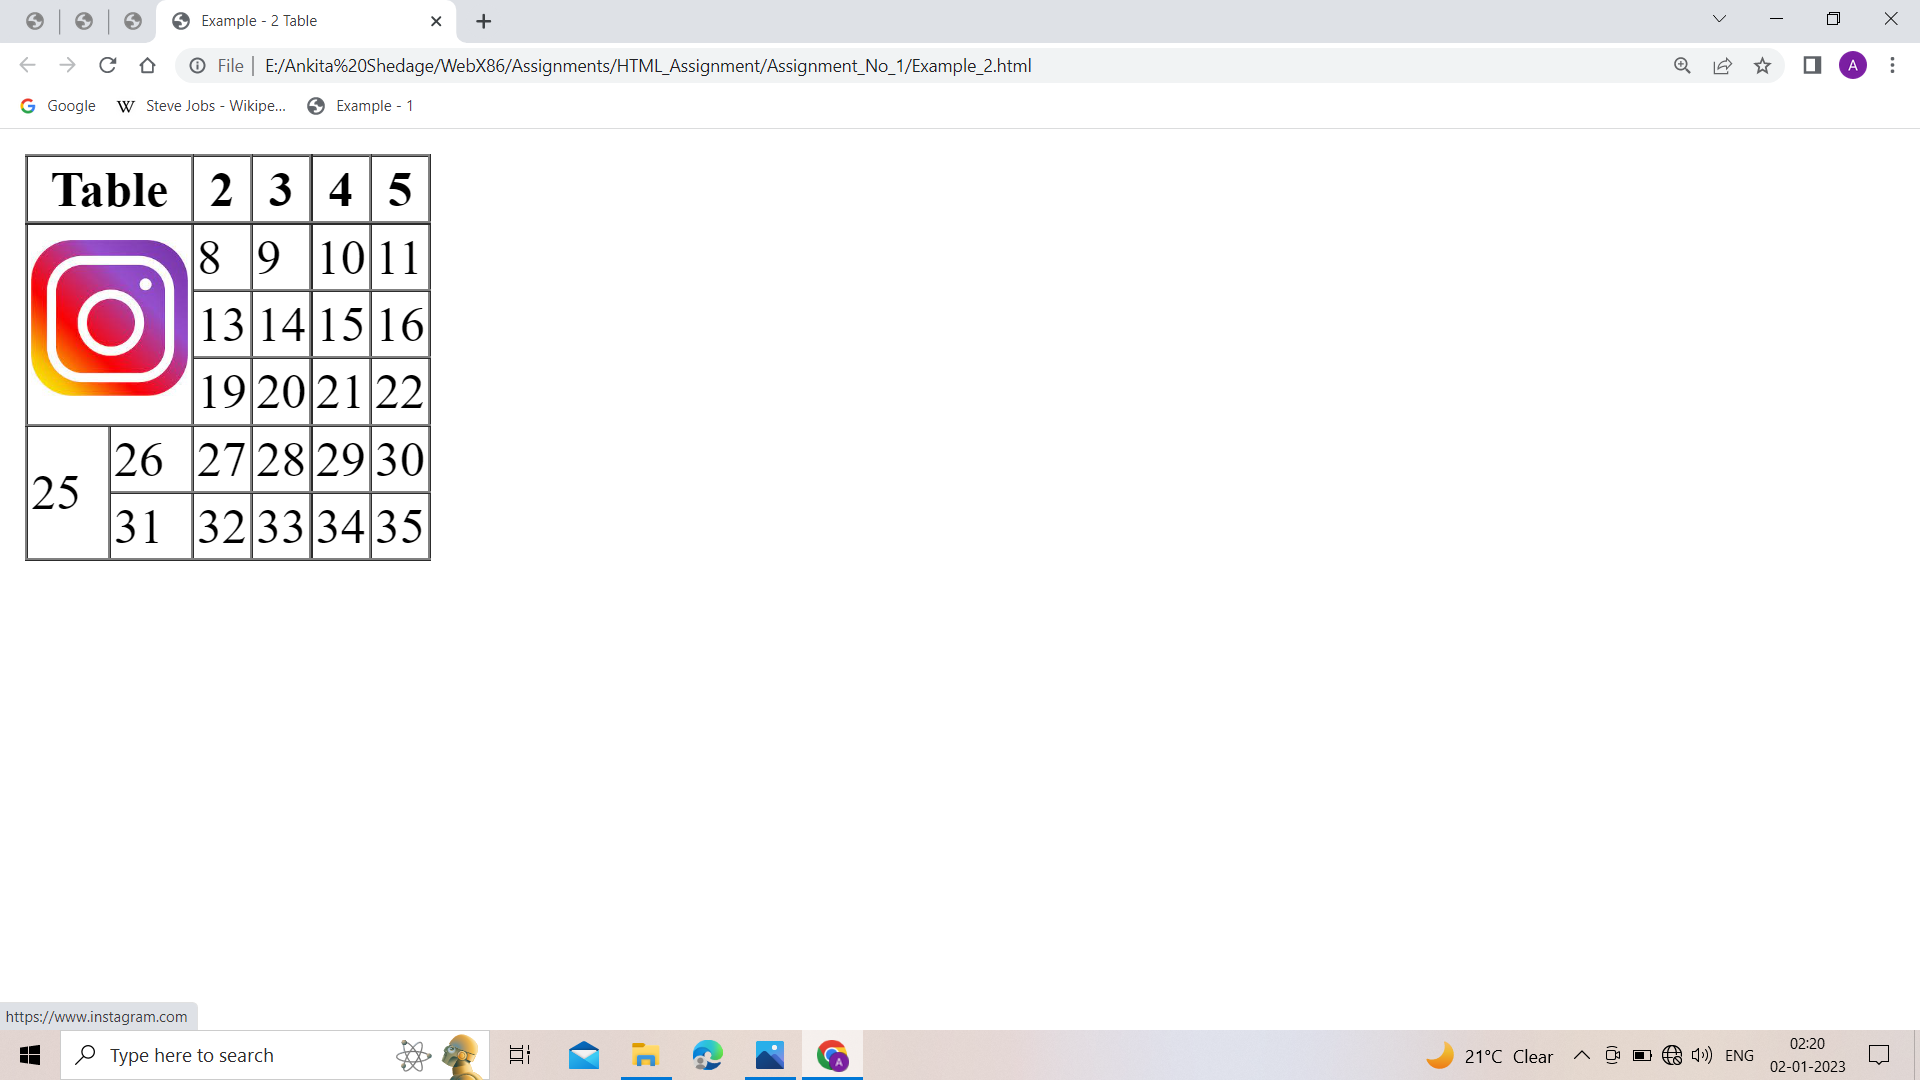 Example - 2 Table
File | E:/Ankita%20Shedage/WebX86/Assignments/HTML_Assignment/Assignment_No_1/Example_2.html
A
Google
Steve Jobs - Wikipe...
Example - 1
Table 2 3 4 5
8 9 10 11
13 14 15 16
19 20 21 22
25
26 27 28 29 30
31 32 33 34 35
https://www.instagram.com
Type here to search
A
21°C Clear
ENG
02:20
02-01-2023